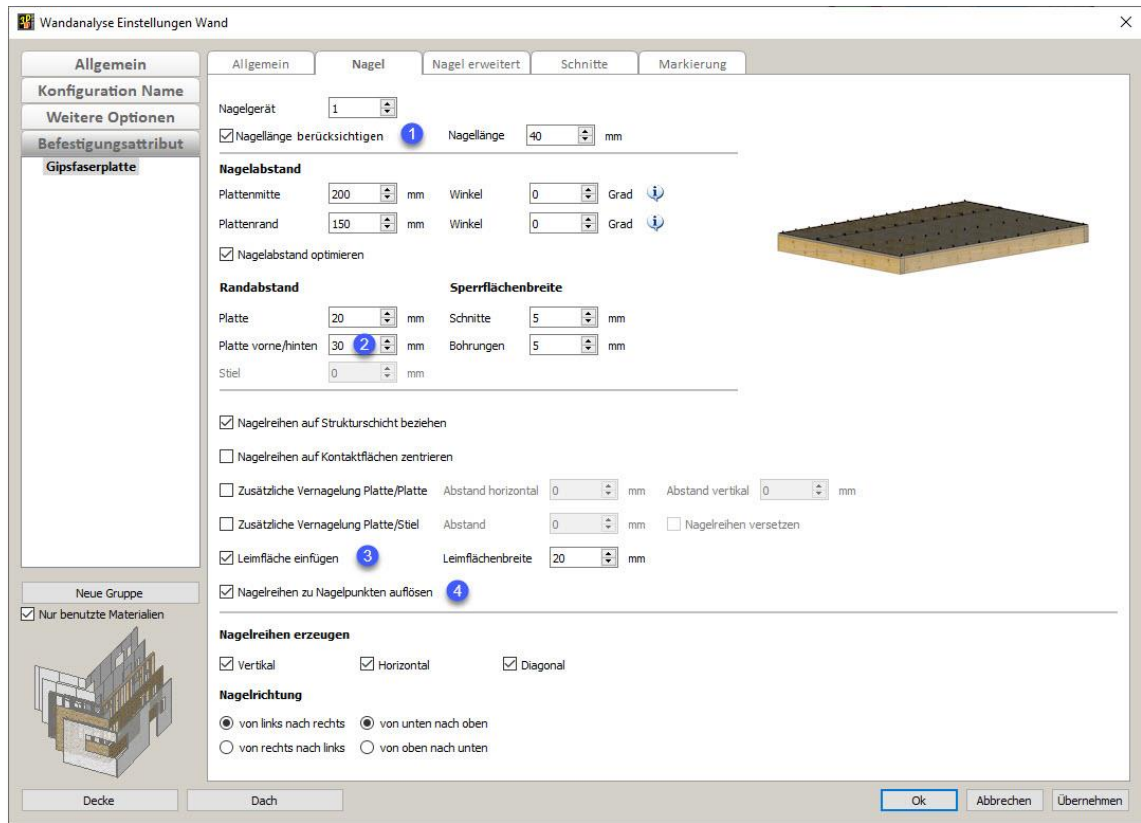 Wandanalyse Einstellungen Wand
Allgemein
Konfiguration Name
Weitere Optionen
Befestigungsattribut
Gipsfaserplatte
Neue Gruppe
Nur benutzte Materialien
Allgemein Nagel Nagel erweitert Schnitte Markierung
Nagelgerät 1
Nagellänge berücksichtigen 1 Nagellänge 40 mm
Nagelabstand
Plattenmitte 200 mm Winkel 0 Grad
Plattenrand 150 mm Winkel 0 Grad
Nagelabstand optimieren
Randabstand Sperrflächenbreite
Platte 20 mm Schnitte 5 mm
Platte vorne/hinten 30 2 mm Bohrungen 5 mm
Stiel 0 mm
Nagelreihen auf Strukturschicht beziehen
Nagelreihen auf Kontaktflächen zentrieren
Zusätzliche Vernagelung Platte/Platte Abstand horizontal 0 mm Abstand vertikal 0 mm
Zusätzliche Vernagelung Platte/Stiel Abstand 0 mm Nagelreihen versetzen
Leimfläche einfügen 3 Leimflächenbreite 20 mm
Nagelreihen zu Nagelpunkten auflösen 4
Nagelreihen erzeugen
Vertikal Horizontal Diagonal
Nagelrichtung
von links nach rechts von unten nach oben
von rechts nach links von oben nach unten
Decke Dach Ok Abbrechen Übernehmen